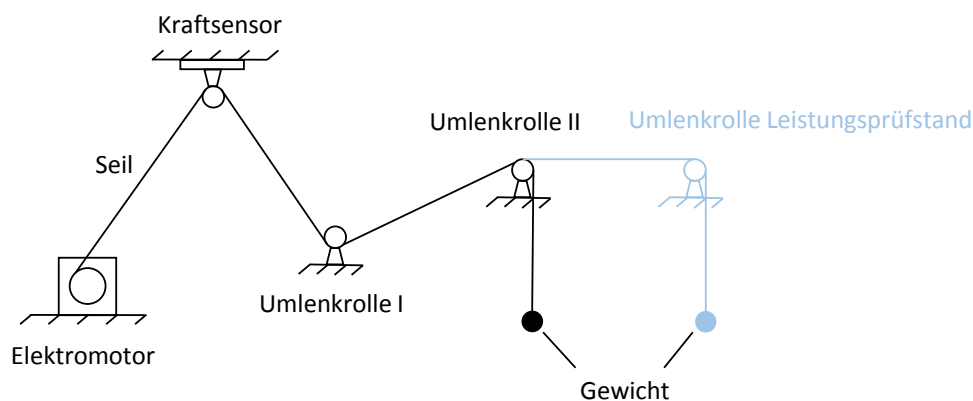 Kraftsensor
Umlenkrolle II
Umlenkrolle Leistungsprüfstand
Seil
Umlenkrolle I
Elektromotor
Gewicht